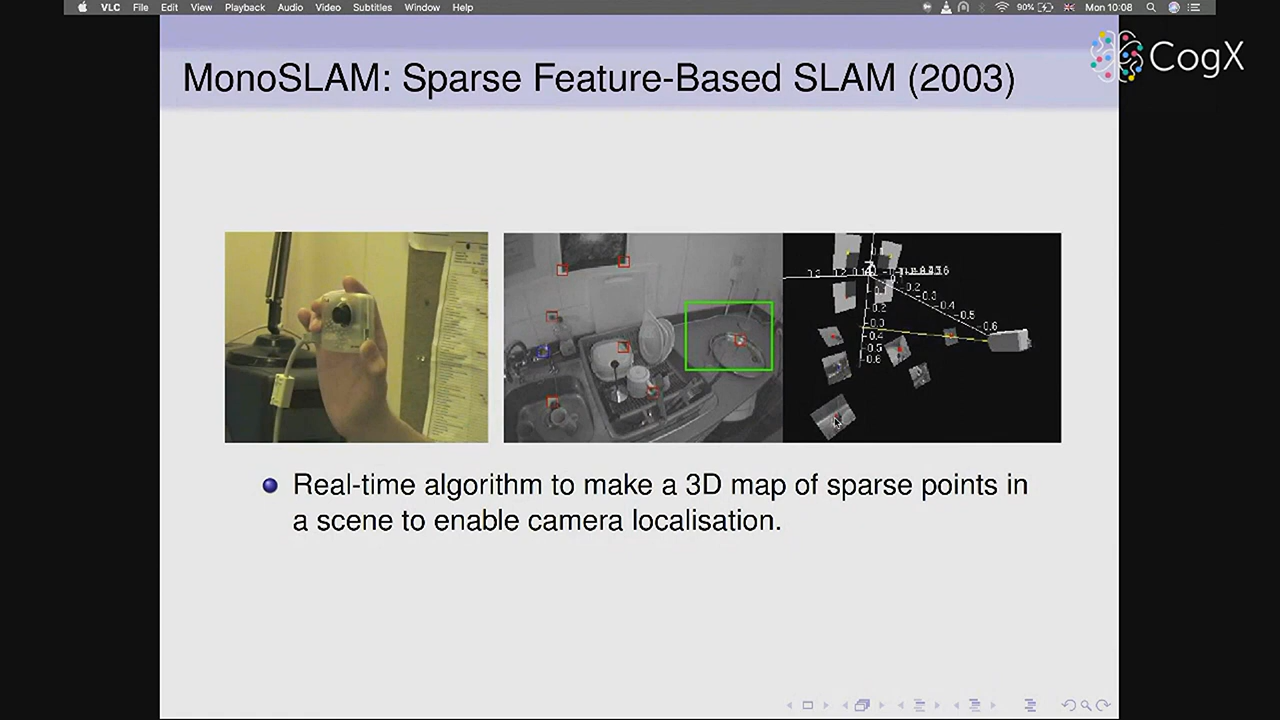 VLC File Edit View Playback Audio Video Subtitles Window Help 90% Mon 10:08
CogX
MonoSLAM: Sparse Feature-Based SLAM (2003)
Real-time algorithm to make a 3D map of sparse points in
a scene to enable camera localisation.